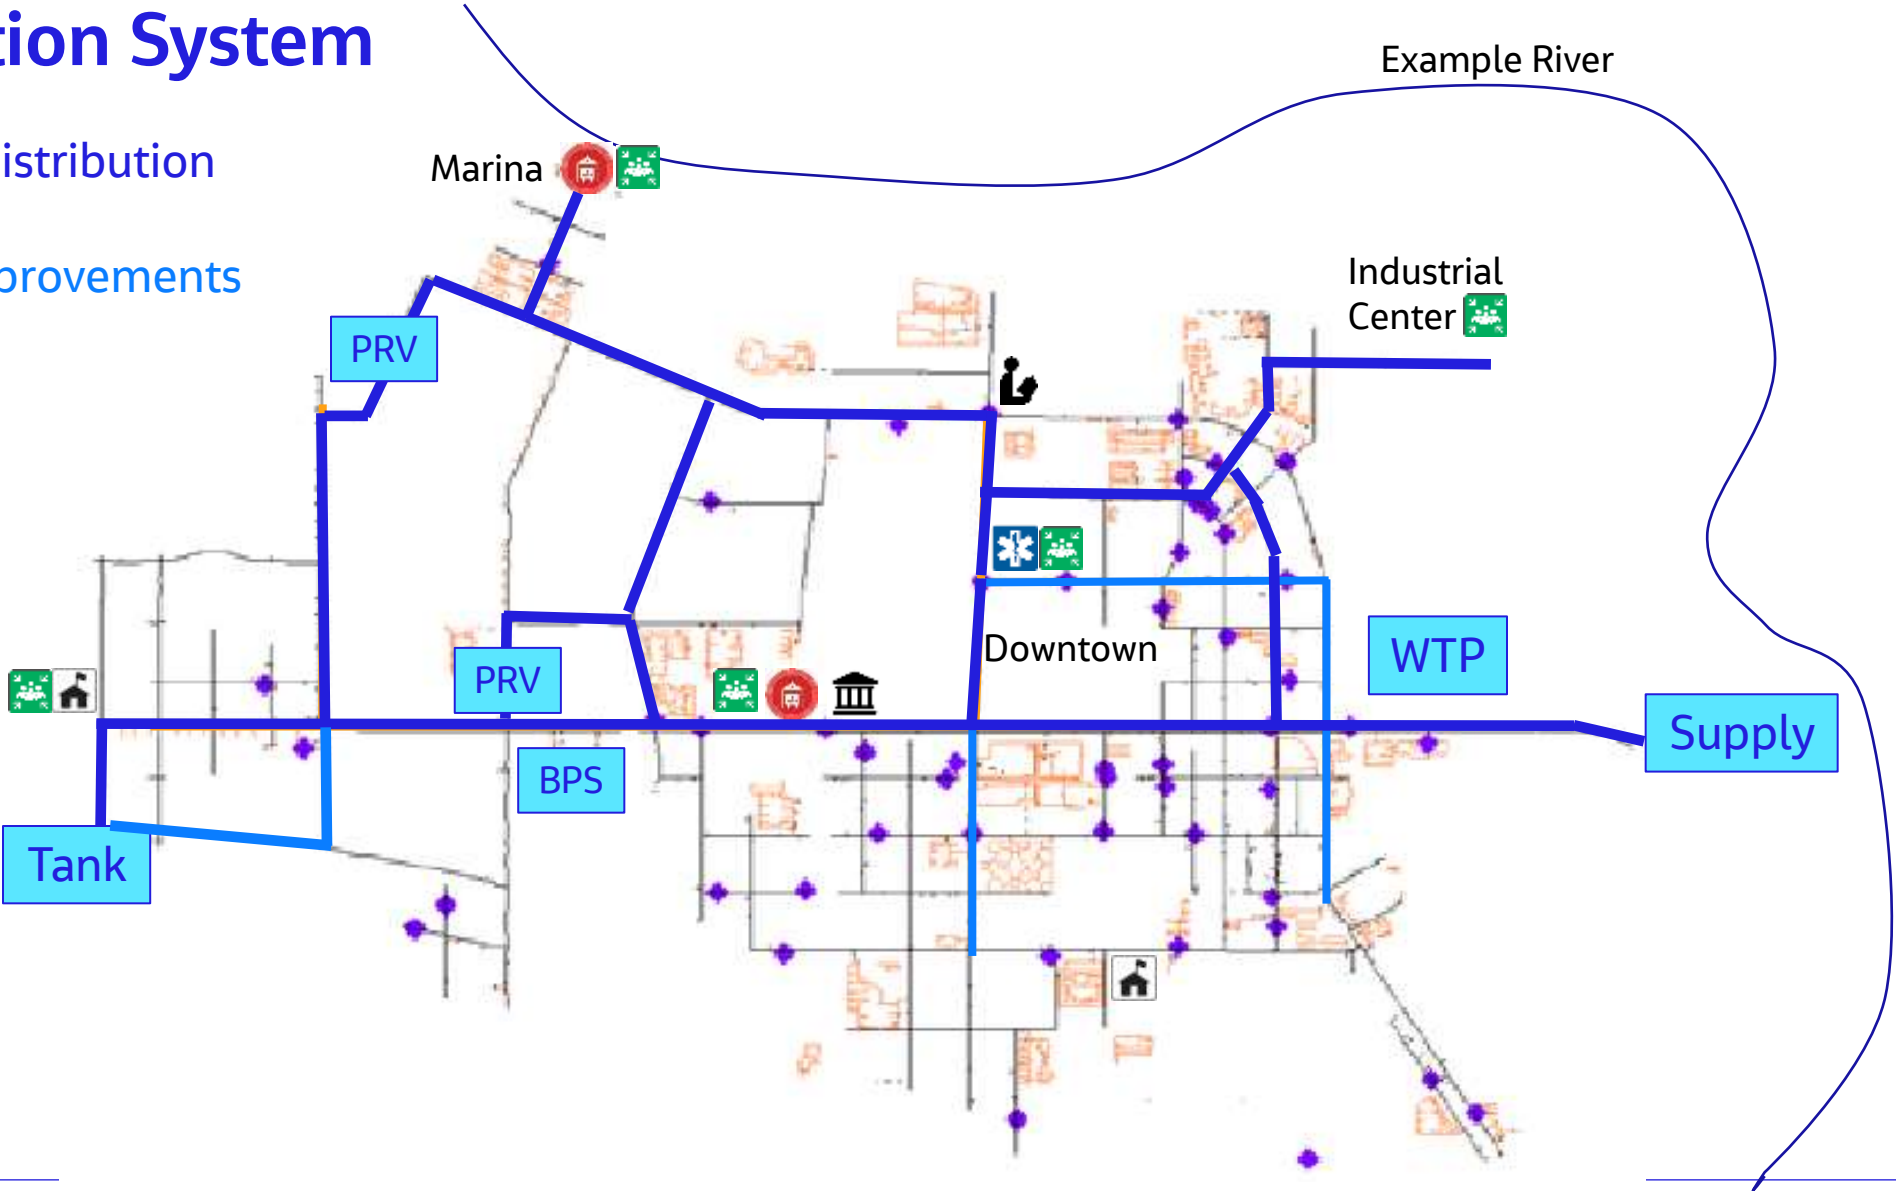 tion System
istribution
provements
Example River
Marina
Industrial
Center
PRV
Downtown
PRV
WTP
Supply
BPS
Tank